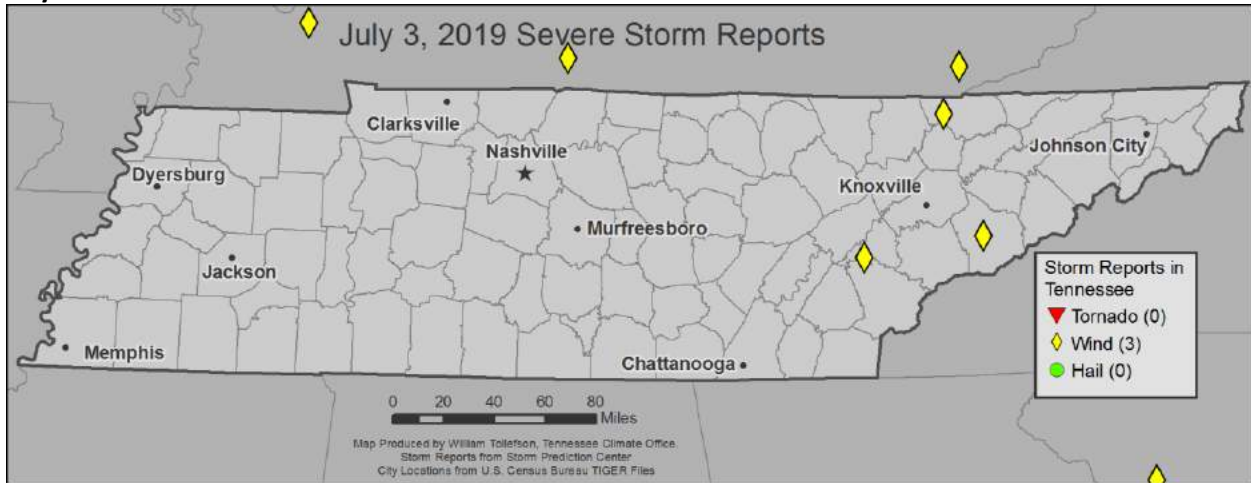 July 3, 2019 Severe Storm Reports
Clarksville
Nashville
Johnson City
Dyersburg
Knoxville
Murfreesboro
Jackson
Storm Reports in
Tennessee
Tornado (0)
Wind (3)
Hail (0)
Memphis
Chattanooga
0 20 40 80
Miles
Map Produced by William Tollefson, Tennessee Climate Office.
Storm Reports from Storm Prediction Center
City Locations from U.S. Census Bureau TIGER Files